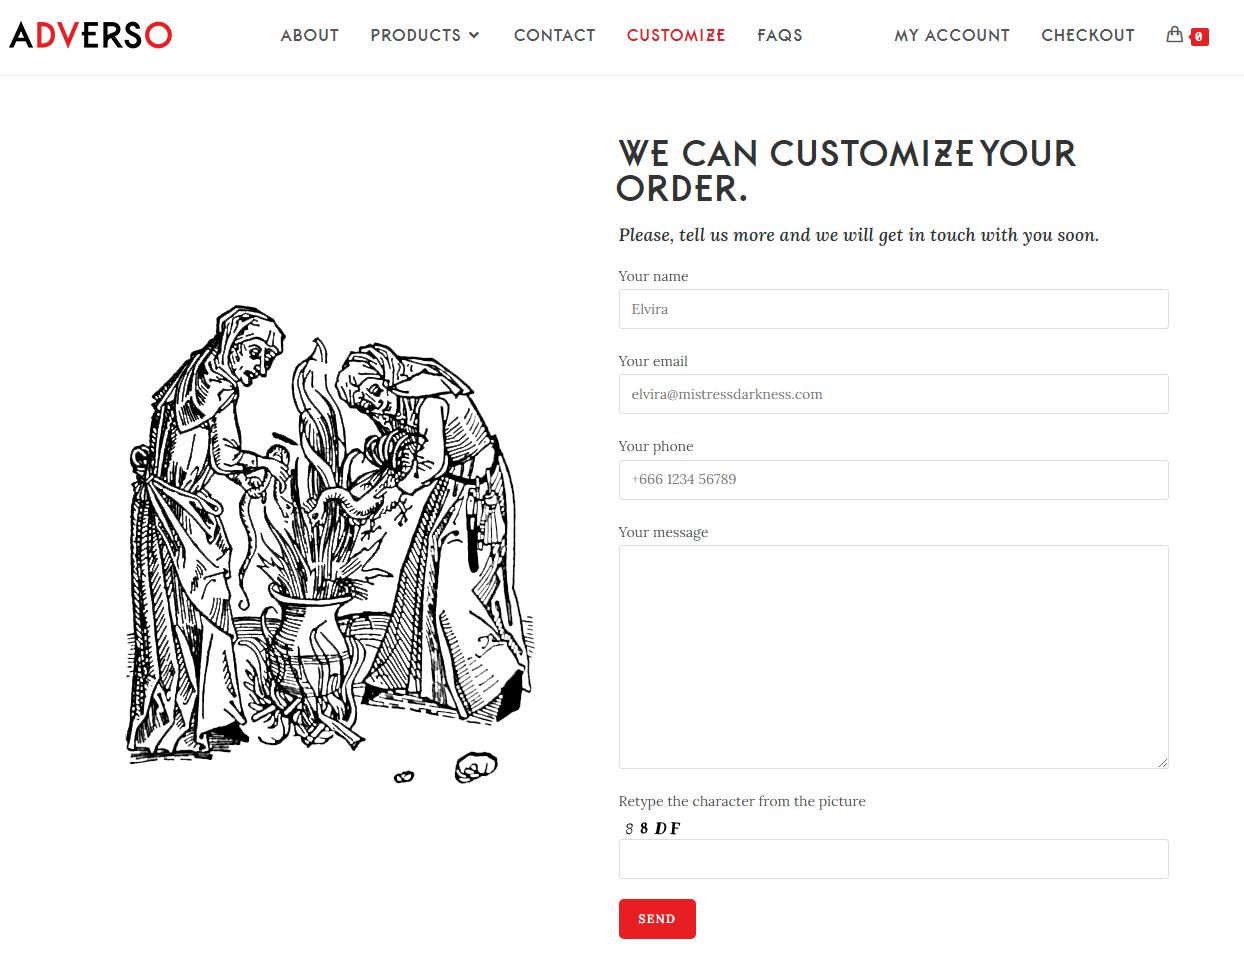 ADVERSO
ABOUT PRODUCTS CONTACT CUSTOMIZE FAQS MY ACCOUNT CHECKOUT 0
WE CAN CUSTOMIZE YOUR
ORDER.
Please, tell us more and we will get in touch with you soon.
Your name
Elvira
Your email
elvira@mistressdarkness.com
Your phone
+666 1234 56789
Your message
Retype the character from the picture
8 8 D F
SEND